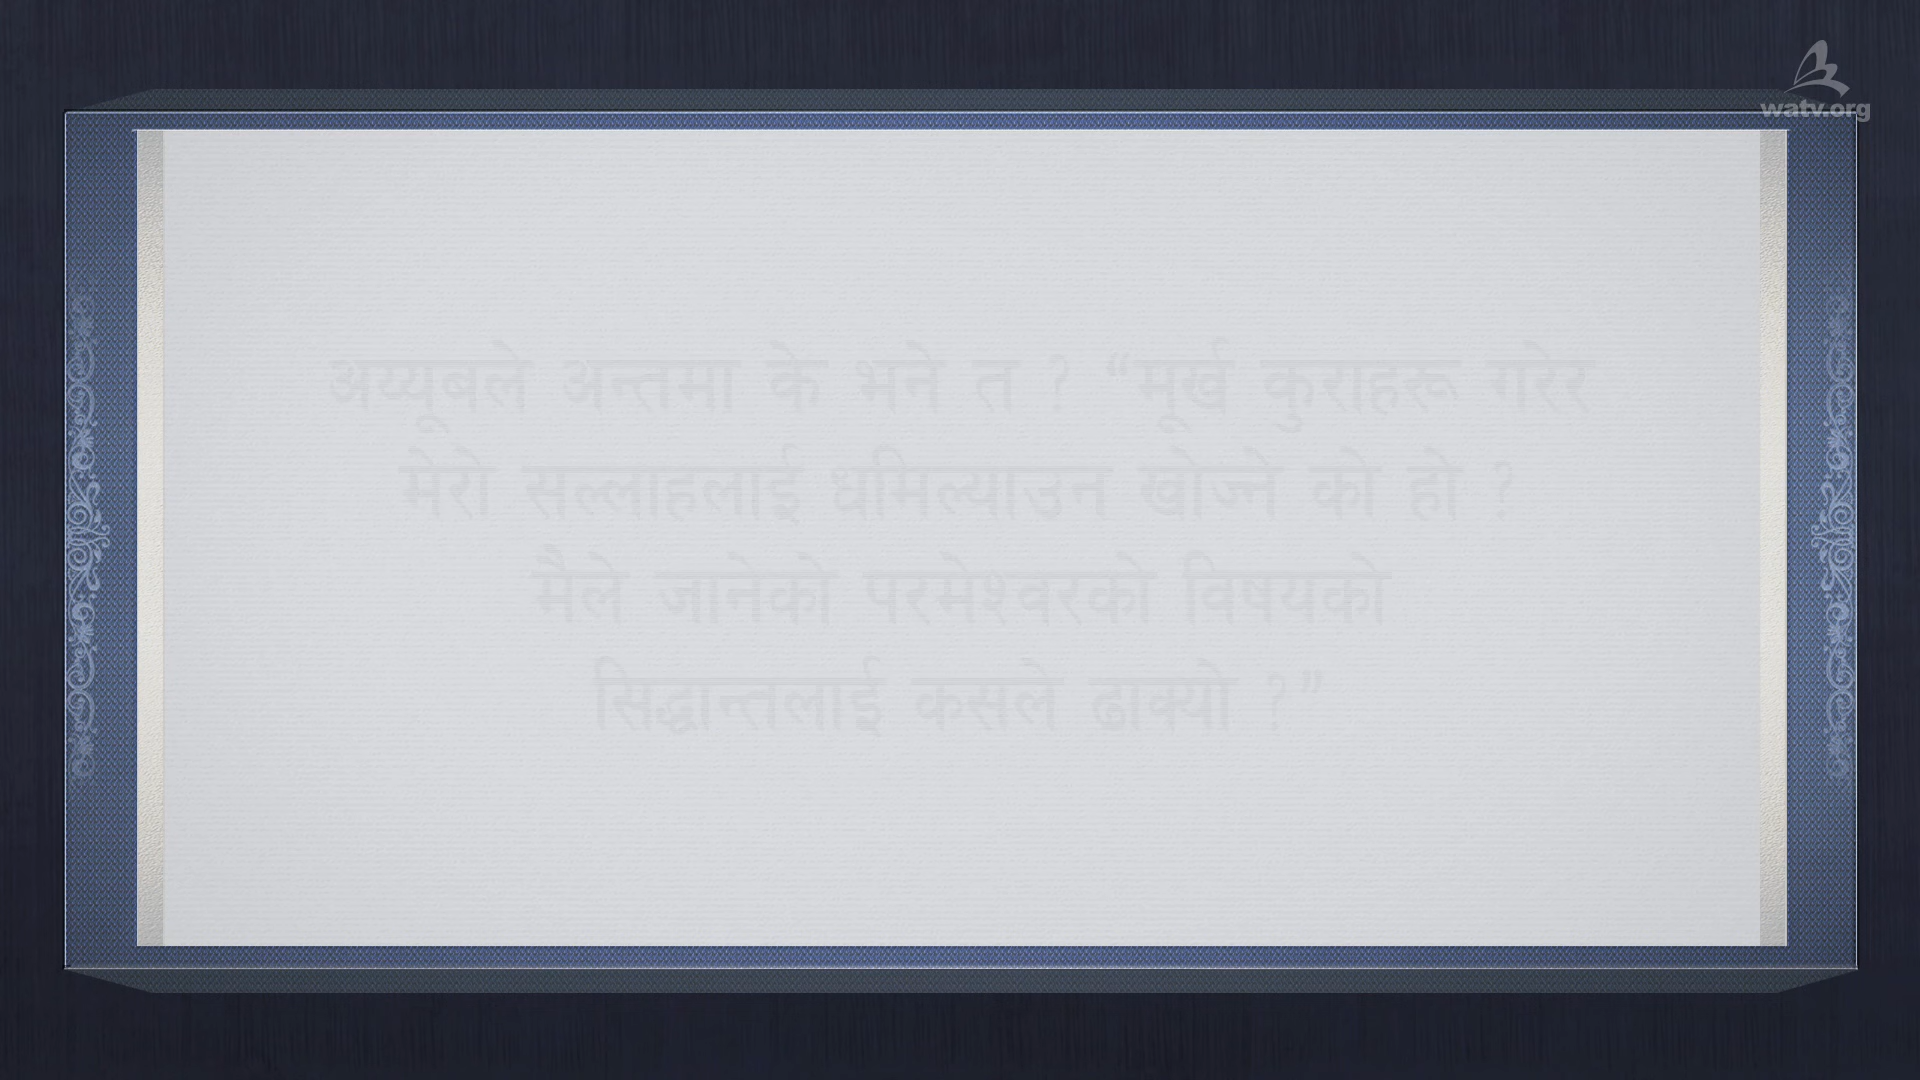 watv.org
अय्यूबले अन्तमा के भने त ? “मूर्ख कुराहरू गरेर
मेरो सल्लाहलाई धमिल्याउन खोज्ने को हो ?
मैले जानेको परमेश्वरको विषयको
सिद्धान्तलाई कसले ढाक्यो ?”